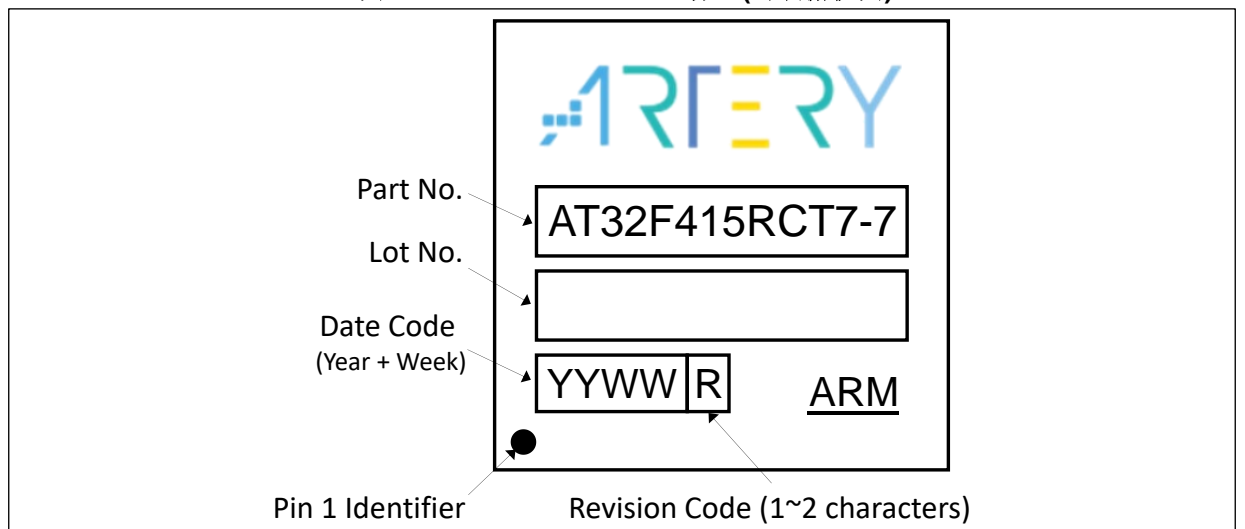 ARTERY
Part No.
AT32F415RCT7-7
Lot No.
Date Code
(Year + Week)
YYWW R
ARM
Pin 1 Identifier
Revision Code (1~2 characters)